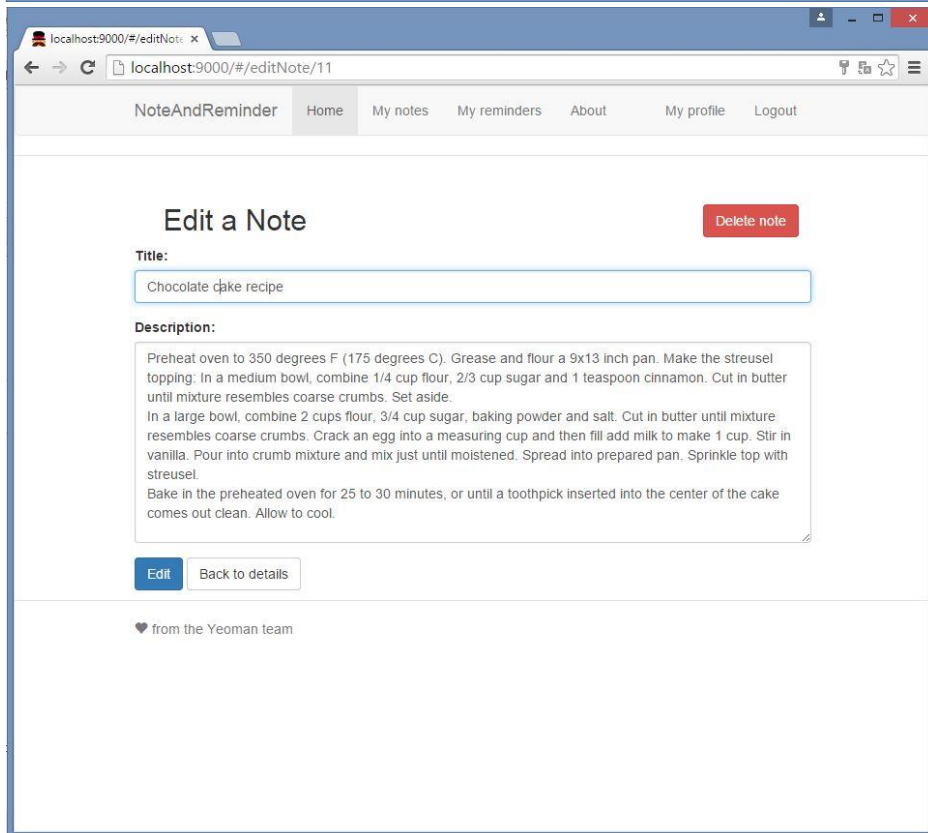 localhost:9000/#/editNote
localhost:9000/#/editNote/11
NoteAndReminder Home My notes My reminders About My profile Logout
Edit a Note Delete note
Title:
Chocolate cake recipe
Description:
Preheat oven to 350 degrees F (175 degrees C). Grease and flour a 9x13 inch pan. Make the streusel
topping: In a medium bowl, combine 1/4 cup flour, 2/3 cup sugar and 1 teaspoon cinnamon. Cut in butter
until mixture resembles coarse crumbs. Set aside.
In a large bowl, combine 2 cups flour, 3/4 cup sugar, baking powder and salt. Cut in butter until mixture
resembles coarse crumbs. Crack an egg into a measuring cup and then fill add milk to make 1 cup. Stir in
vanilla. Pour into crumb mixture and mix just until moistened. Spread into prepared pan. Sprinkle top with
streusel.
Bake in the preheated oven for 25 to 30 minutes, or until a toothpick inserted into the center of the cake
comes out clean. Allow to cool.
Edit Back to details
♥ from the Yeoman team